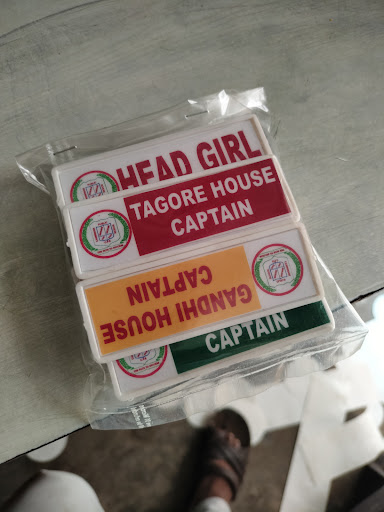 HEAD GIRL
TAGORE HOUSE
CAPTAIN
GANDHI HOUSE
CAPTAIN
CAPTAIN